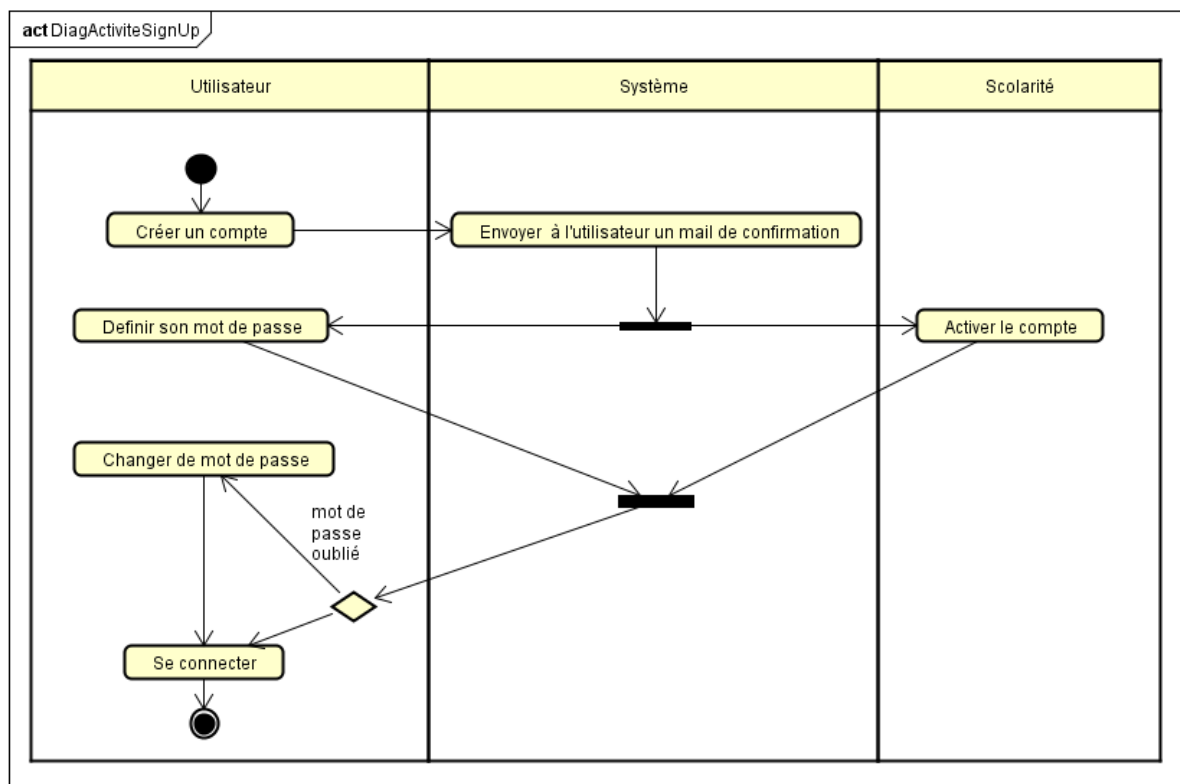 act DiagActiviteSignUp
Utilisateur
Système
Scolarité
Créer un compte
Envoyer à l'utilisateur un mail de confirmation
Definir son mot de passe
Activer le compte
Changer de mot de passe
mot de
passe
oublié
Se connecter